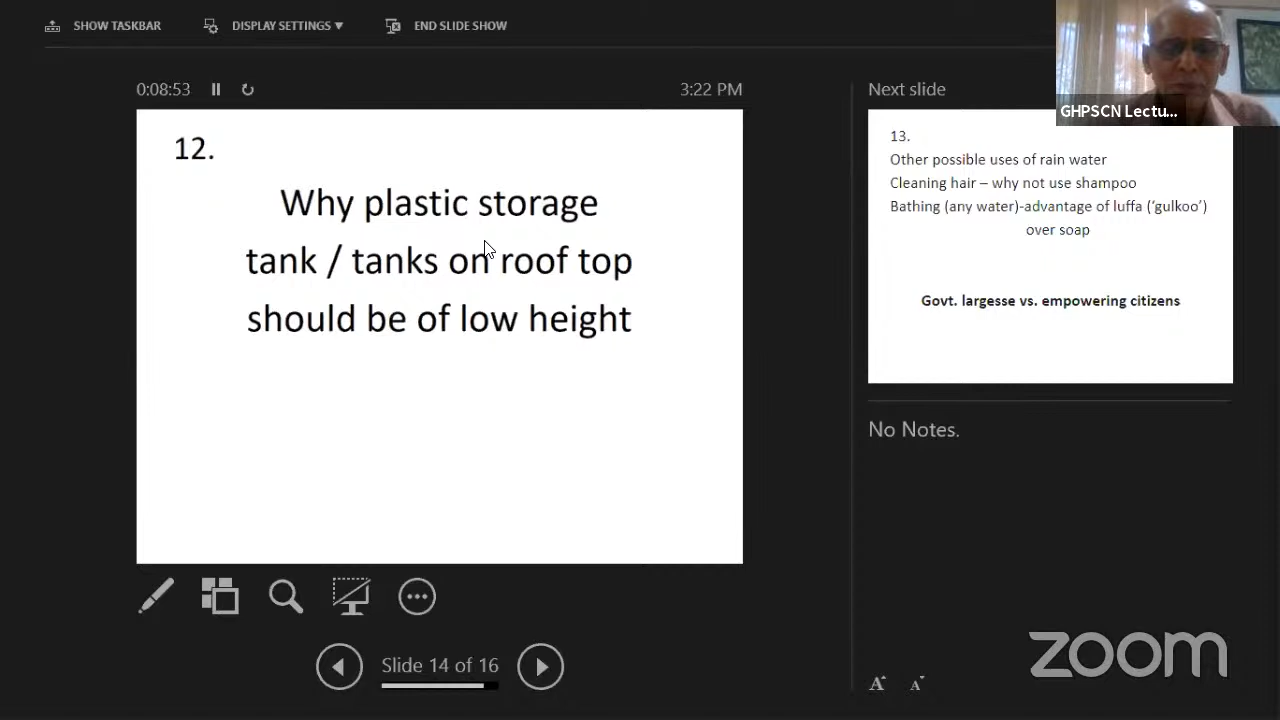 SHOW TASKBAR
DISPLAY SETTINGS ▼
END SLIDE SHOW
GHPSCN Lectu...
0:08:53
3:22 PM
Next slide
12.
Why plastic storage
tank / tanks on roof top
should be of low height
13.
Other possible uses of rain water
Cleaning hair – why not use shampoo
Bathing (any water)-advantage of luffa (‘gulkoo’)
over soap
Govt. largesse vs. empowering citizens
No Notes.
Slide 14 of 16
A A
zoom